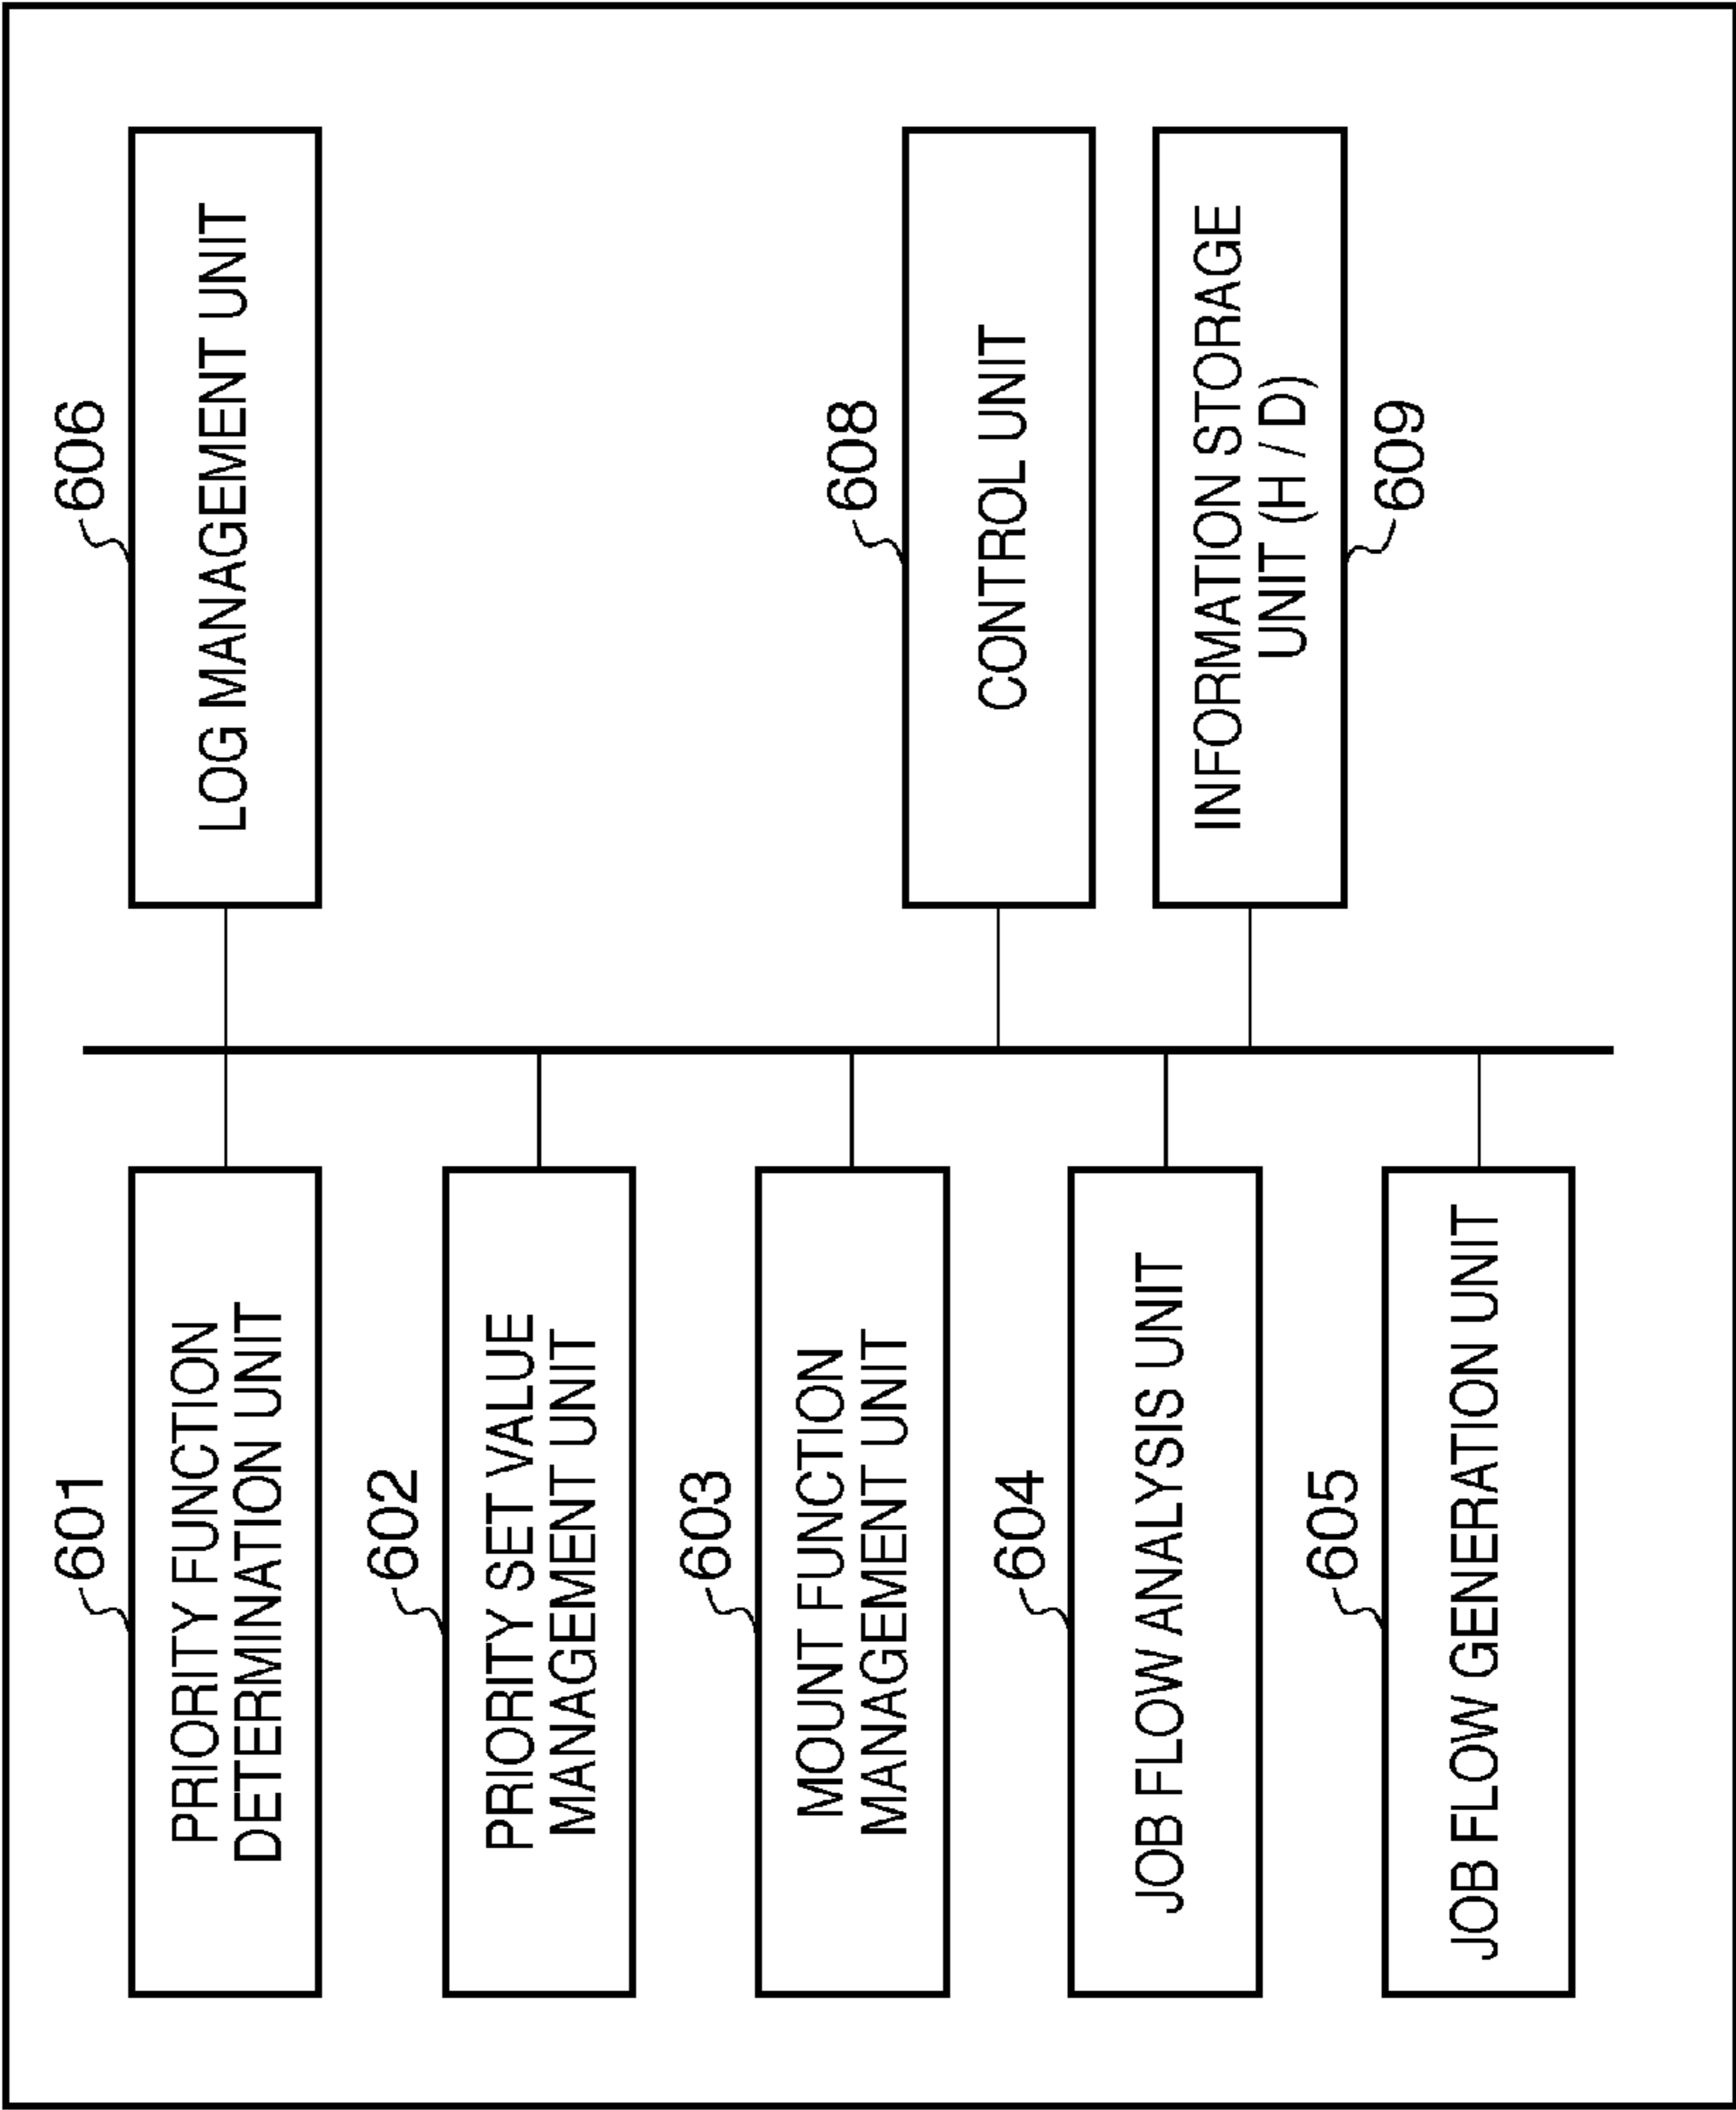 601
PRIORITY FUNCTION
DETERMINATION UNIT
602
PRIORITY SET VALUE
MANAGEMENT UNIT
603
MOUNT FUNCTION
MANAGEMENT UNIT
604
JOB FLOW ANALYSIS UNIT
605
JOB FLOW GENERATION UNIT
606
LOG MANAGEMENT UNIT
608
CONTROL UNIT
INFORMATION STORAGE
UNIT (H / D)
609